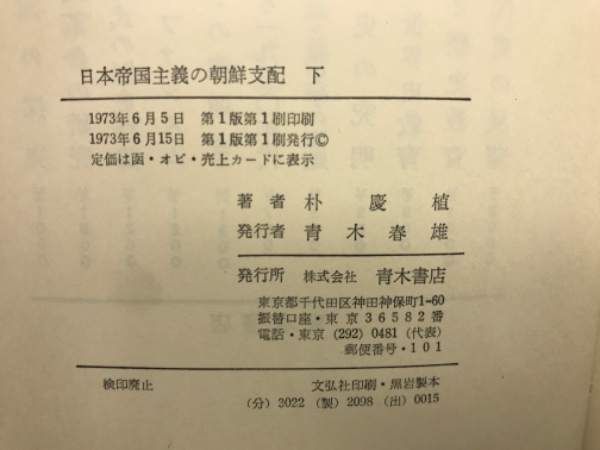 日本帝国主義の朝鮮支配 下
1973年6月5日 第1版第1刷印刷
1973年6月15日 第1版第1刷発行©
定価は函・オビ・売上カードに表示
著者 朴慶植
発行者 青木春雄
発行所 株式会社 青木書店
東京都千代田区神田神保町1-60
振替口座・東京36582番
電話・東京(292)0481(代表)
郵便番号・101
検印廃止 文弘社印刷・黒岩製本
(分)3022(製)2098(出)0015